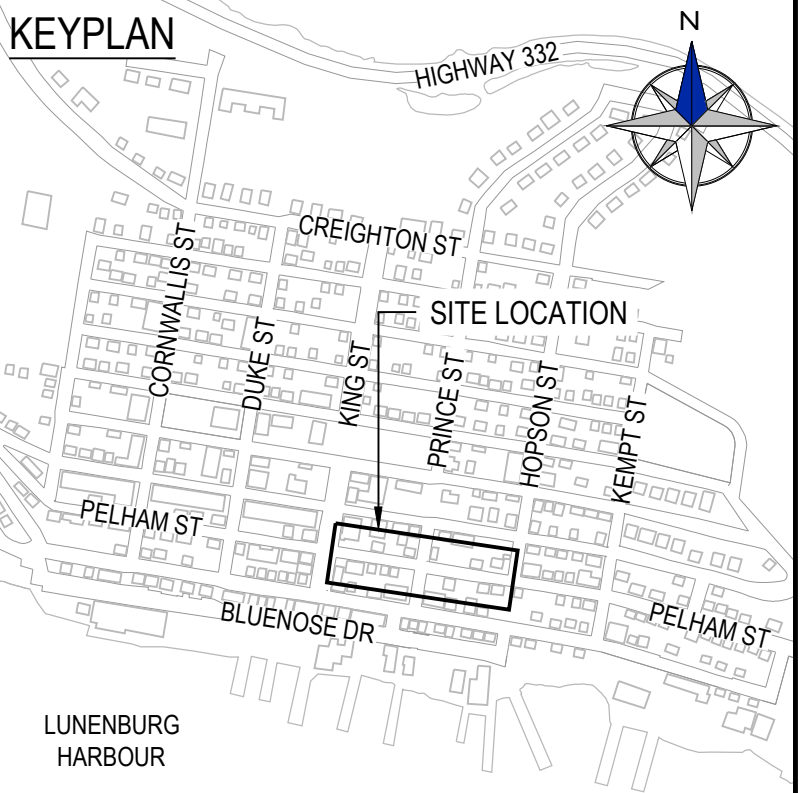 KEYPLAN
N
HIGHWAY 332
CREIGHTON ST
CORNWALLIS ST
SITE LOCATION
DUKE ST
KING ST
PRINCE ST
HOPSON ST
KEMPT ST
PELHAM ST
BLUENOSE DR
PELHAM ST
LUNENBURG
HARBOUR